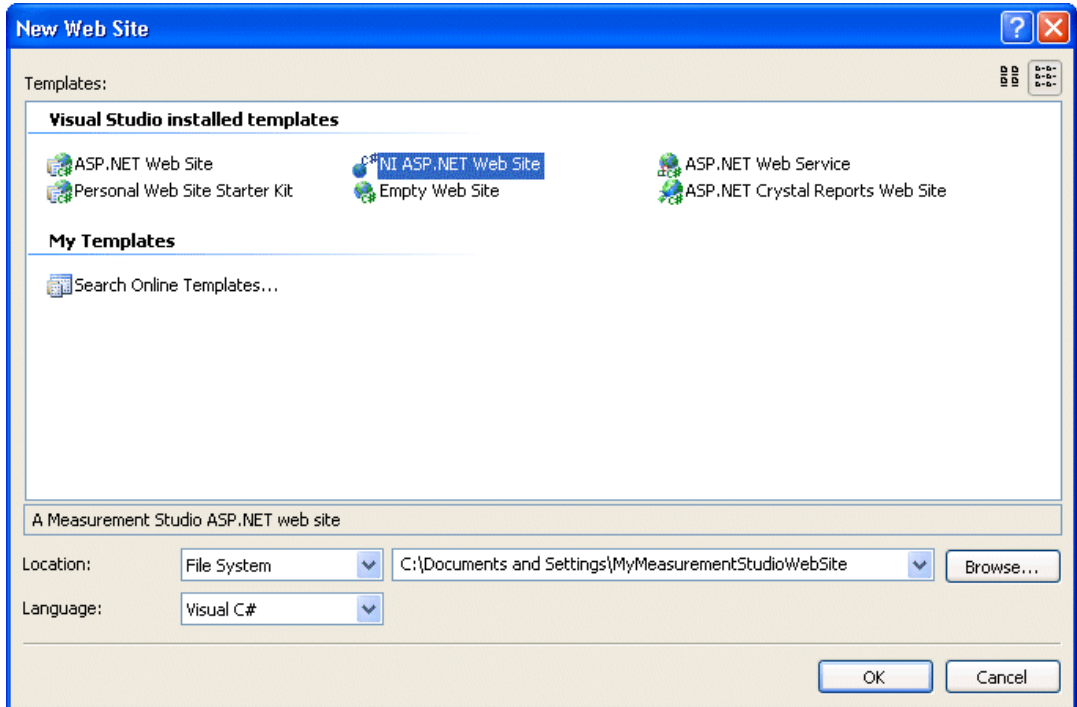 New Web Site
Templates:
Visual Studio installed templates
ASP.NET Web Site
NI ASP.NET Web Site
ASP.NET Web Service
Personal Web Site Starter Kit
Empty Web Site
ASP.NET Crystal Reports Web Site
My Templates
Search Online Templates...
A Measurement Studio ASP.NET web site
Location:
File System
C:\Documents and Settings\MyMeasurementStudioWebSite
Browse...
Language:
Visual C#
OK
Cancel